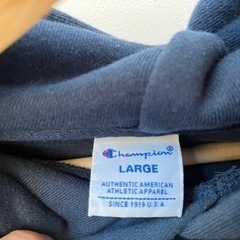 Champion
LARGE
AUTHENTIC AMERICAN
ATHLETIC APPAREL
SINCE 1919 U.S.A.